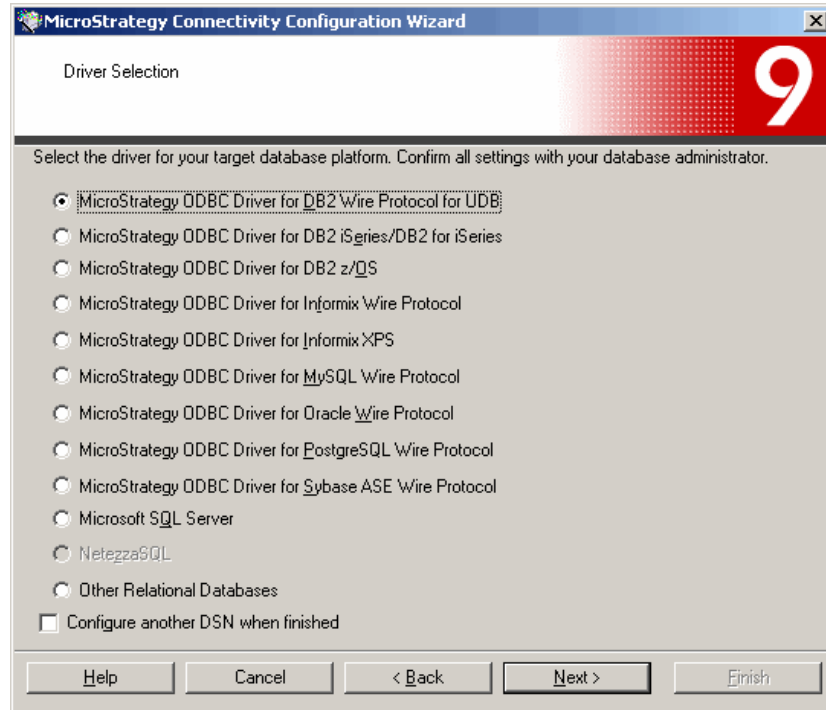 MicroStrategy Connectivity Configuration Wizard
Driver Selection
9
Select the driver for your target database platform. Confirm all settings with your database administrator.
MicroStrategy ODBC Driver for DB2 Wire Protocol for UDB
MicroStrategy ODBC Driver for DB2 iSeries/DB2 for iSeries
MicroStrategy ODBC Driver for DB2 z/OS
MicroStrategy ODBC Driver for Informix Wire Protocol
MicroStrategy ODBC Driver for Informix XPS
MicroStrategy ODBC Driver for MySQL Wire Protocol
MicroStrategy ODBC Driver for Oracle Wire Protocol
MicroStrategy ODBC Driver for PostgreSQL Wire Protocol
MicroStrategy ODBC Driver for Sybase ASE Wire Protocol
Microsoft SQL Server
NetezzaSQL
Other Relational Databases
Configure another DSN when finished
Help Cancel < Back Next > Finish